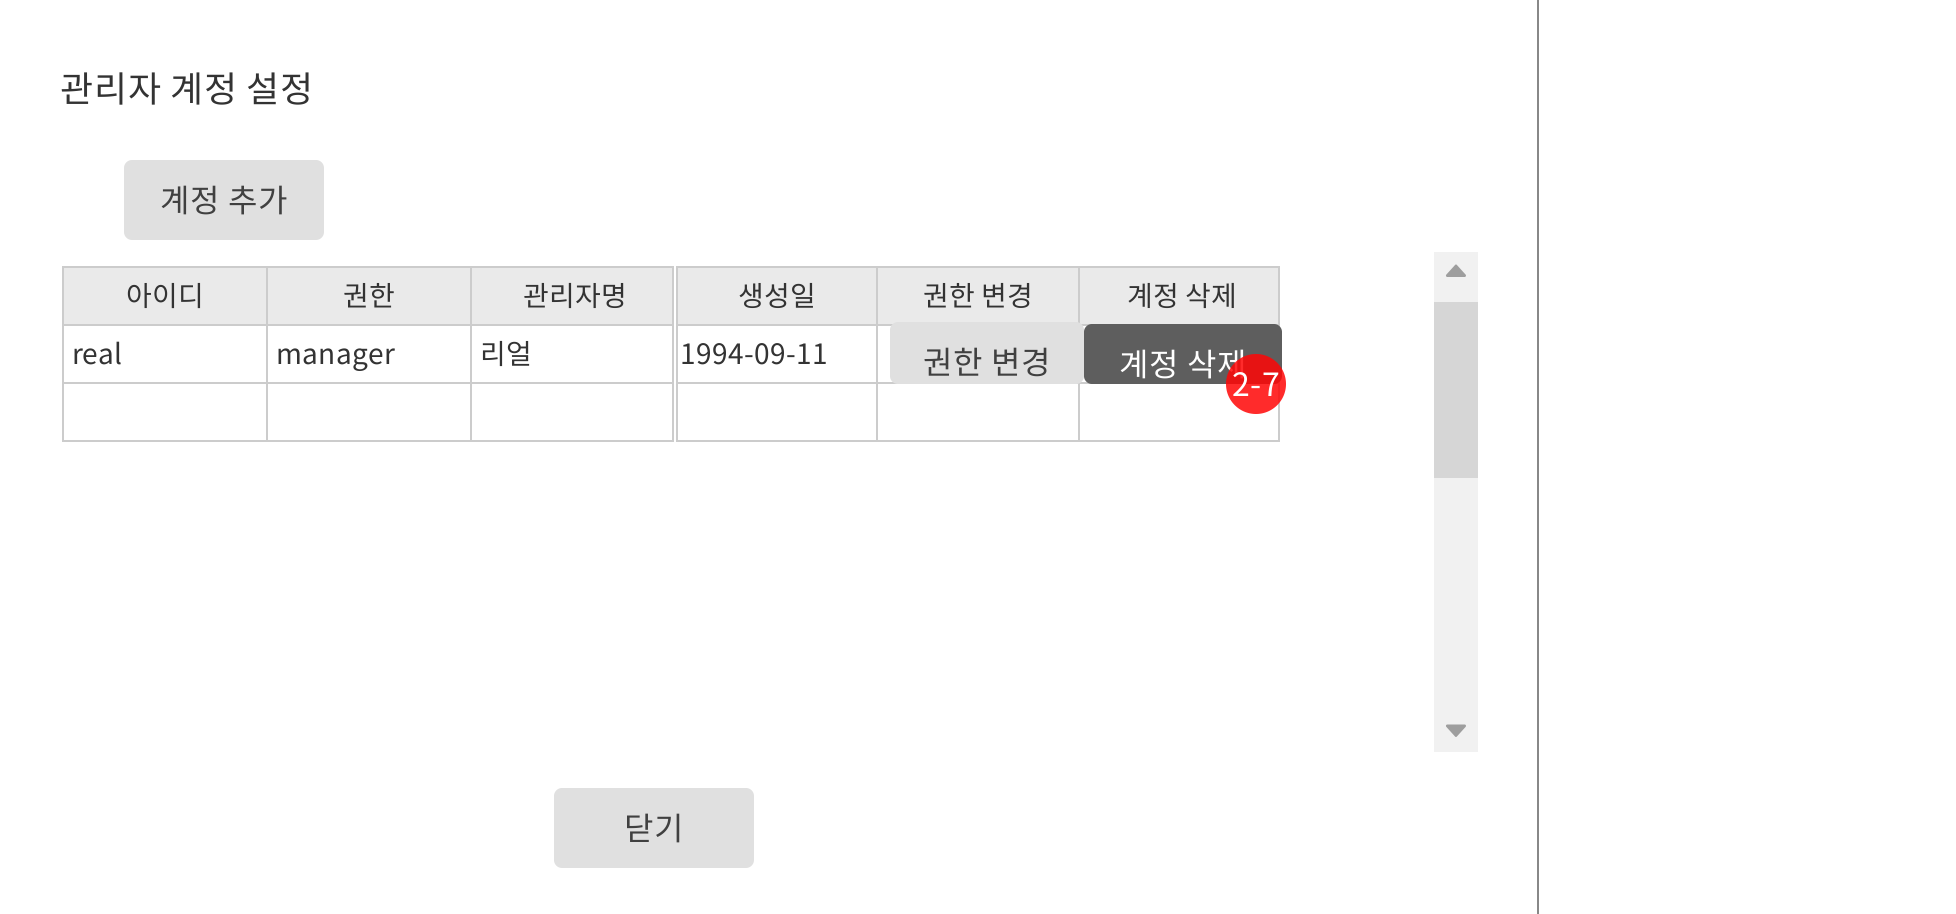 관리자 계정 설정
계정 추가
아이디 권한 관리자명 생성일 권한 변경 계정 삭제
real manager 리얼 1994-09-11 권한 변경 계정 삭제
2-7
닫기